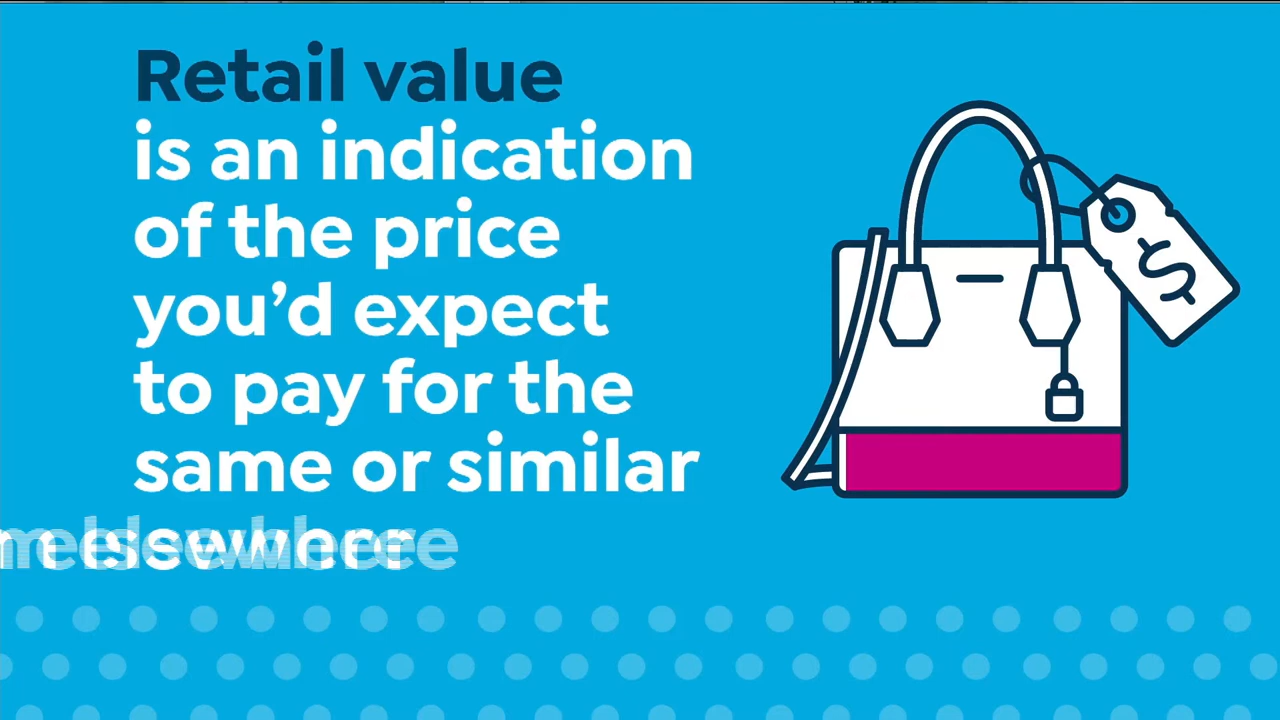 Retail value
is an indication
of the price
you’d expect
to pay for the
same or similar
elsewhere
$